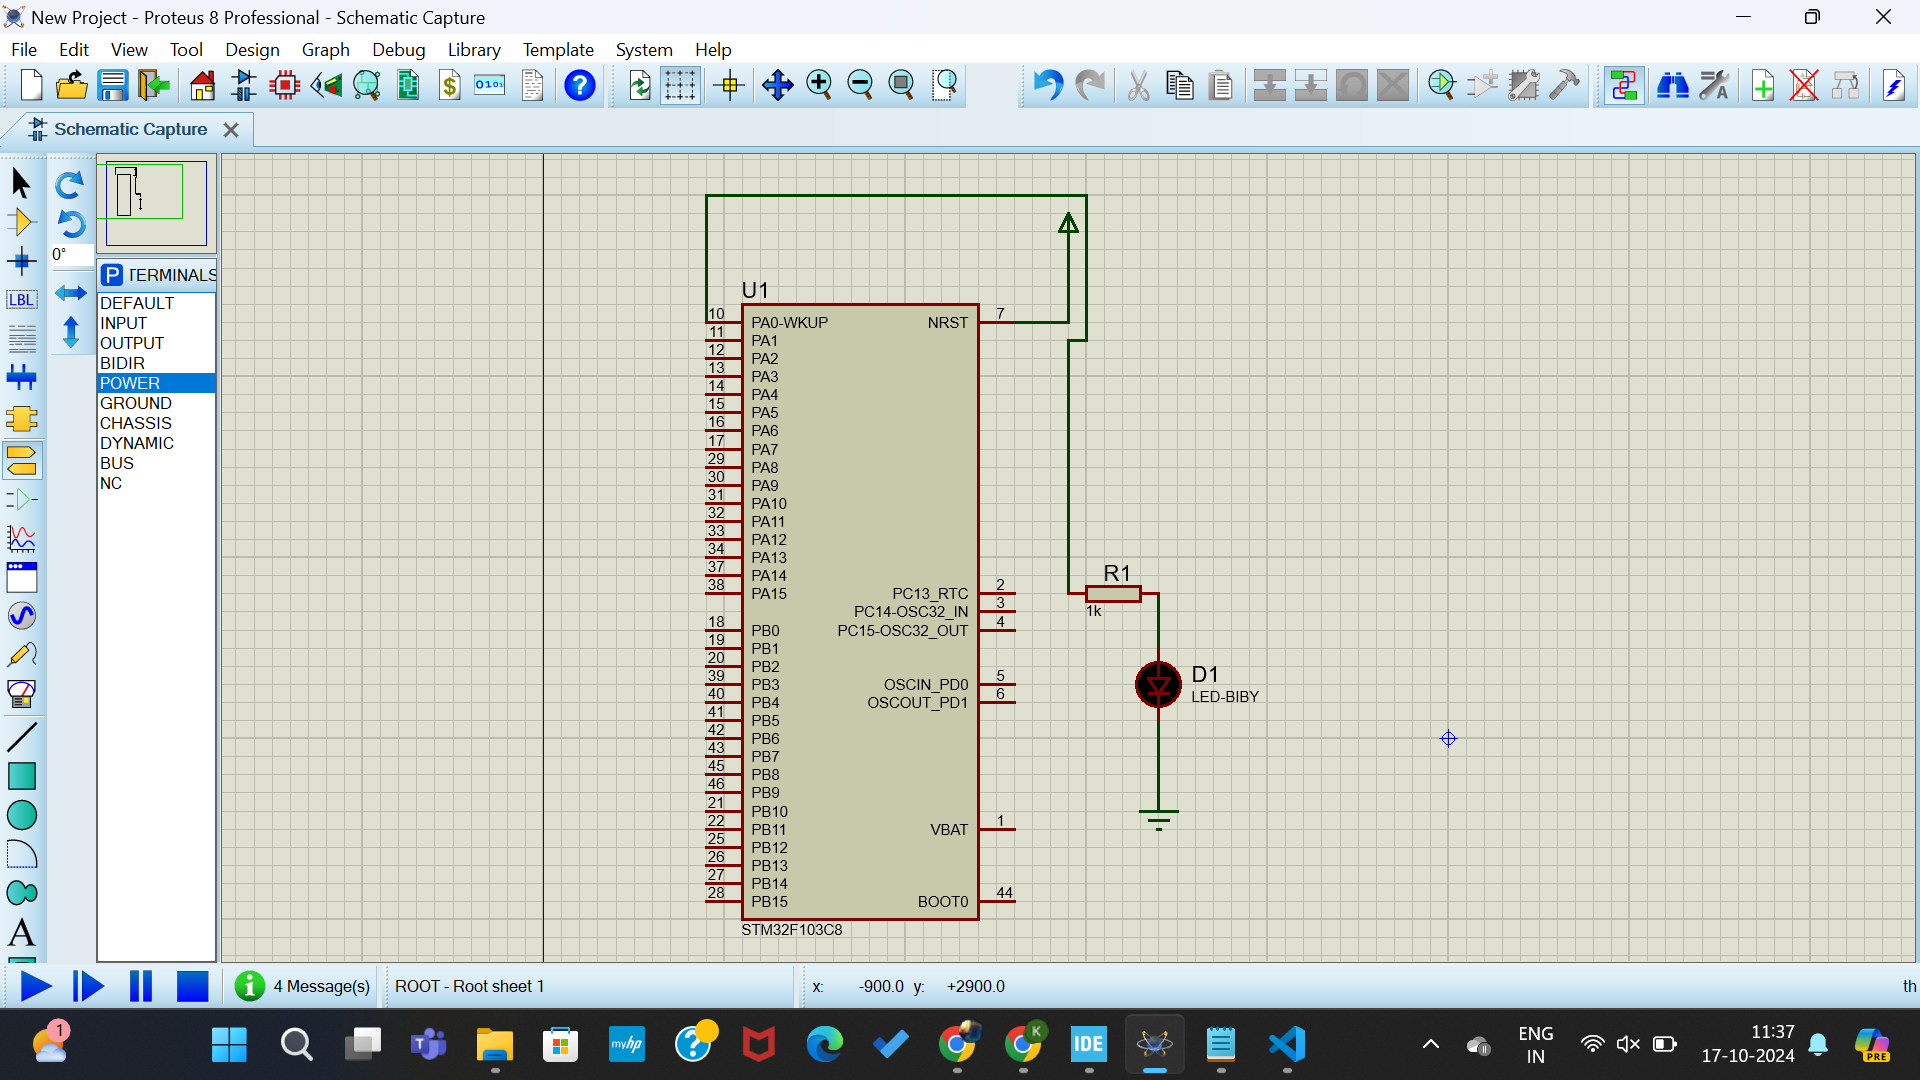 New Project - Proteus 8 Professional - Schematic Capture
File Edit View Tool Design Graph Debug Library Template System Help
Schematic Capture
0°
P TERMINALS
LBL
DEFAULT
INPUT
OUTPUT
BIDIR
POWER
GROUND
CHASSIS
DYNAMIC
BUS
NC
A
U1
10 PA0-WKUP NRST 7
11 PA1
12 PA2
13 PA3
14 PA4
15 PA5
16 PA6
17 PA7
29 PA8
30 PA9
31 PA10
32 PA11
33 PA12
34 PA13
37 PA14
38 PA15 PC13_RTC 2
PC14-OSC32_IN 3
18 PB0 PC15-OSC32_OUT 4
19 PB1
20 PB2
39 PB3 OSCIN_PD0 5
40 PB4 OSCOUT_PD1 6
41 PB5
42 PB6
43 PB7
45 PB8
46 PB9
21 PB10
22 PB11 VBAT 1
25 PB12
26 PB13
27 PB14
28 PB15 BOOT0 44
STM32F103C8
R1
1k
D1
LED-BIBY
4 Message(s) ROOT - Root sheet 1 x: -900.0 y: +2900.0 th
1
myhp
K
IDE
ENG
IN
11:37
17-10-2024
PRE